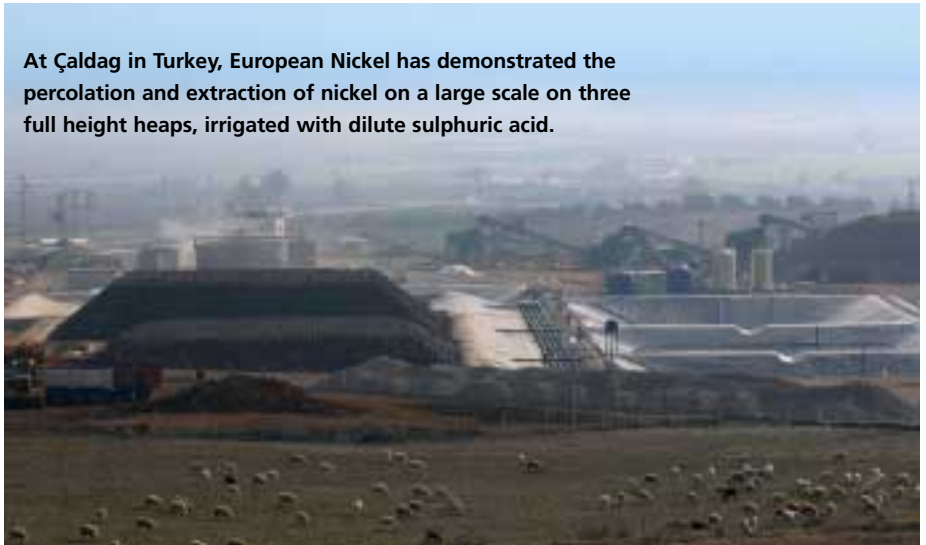 At Çaldag in Turkey, European Nickel has demonstrated the
percolation and extraction of nickel on a large scale on three
full height heaps, irrigated with dilute sulphuric acid.